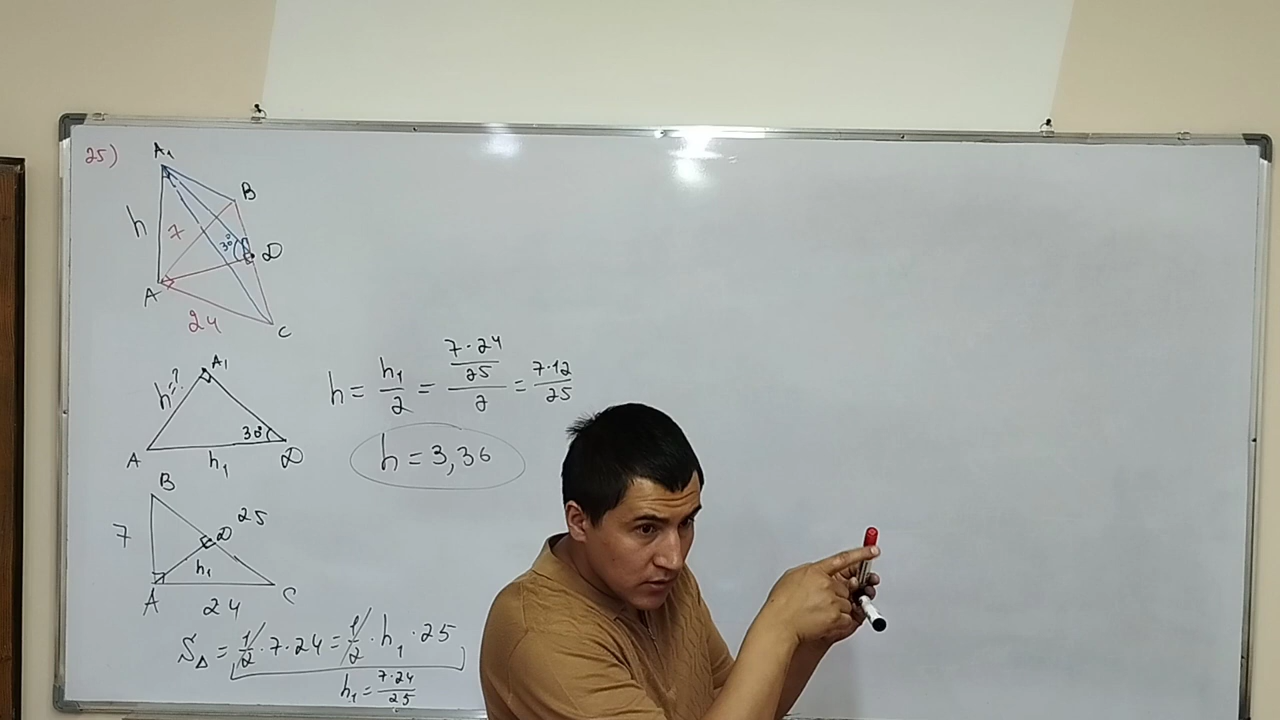 25)
A₁
B
h
7
30°
D
A
24
C
A₁
h=?
30°
A
h₁
D
h = h₁/2 = (7·24/25)/2 = 7·12/25
h = 3,36
B
25
7
D
h₁
A
24
C
S△ = 1/2 · 7 · 24 = 1/2 · h₁ · 25
h₁ = 7·24/25